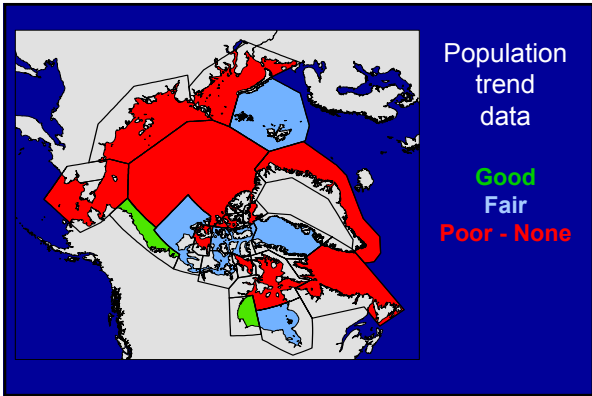 Population
trend
data
Good
Fair
Poor - None